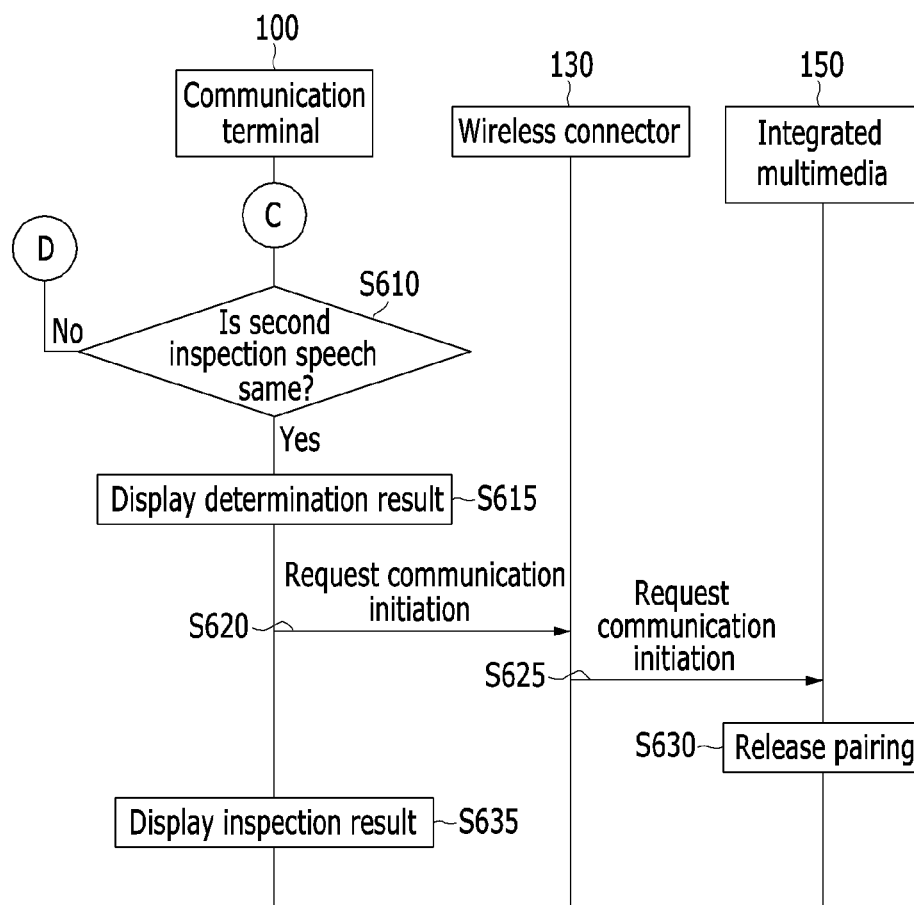 100
Communication
terminal
130
Wireless connector
150
Integrated
multimedia
C
D
S610
No
Is second
inspection speech
same?
Yes
Display determination result
S615
Request communication
initiation
S620
Request
communication
initiation
S625
S630
Release pairing
Display inspection result
S635